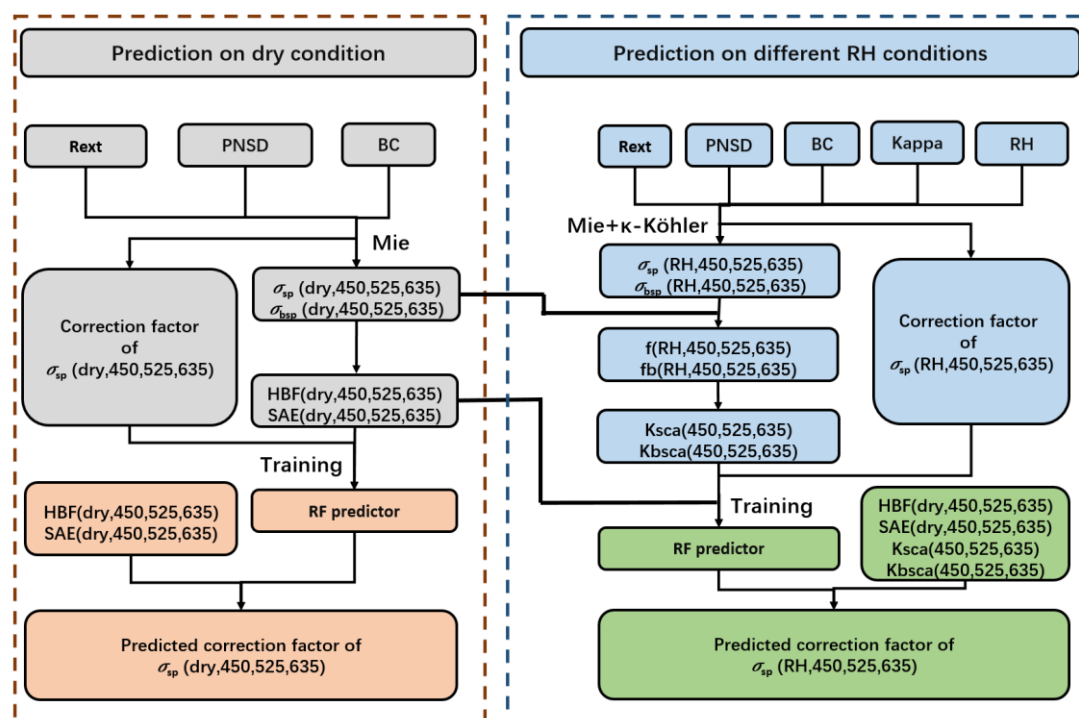 Prediction on dry condition
Rext
PNSD
BC
Mie
Correction factor
of
σsp (dry,450,525,635)
σsp (dry,450,525,635)
σbsp (dry,450,525,635)
HBF(dry,450,525,635)
SAE(dry,450,525,635)
Training
HBF(dry,450,525,635)
SAE(dry,450,525,635)
RF predictor
Predicted correction factor of
σsp (dry,450,525,635)
Prediction on different RH conditions
Rext
PNSD
BC
Kappa
RH
Mie+κ-Köhler
σsp (RH,450,525,635)
σbsp (RH,450,525,635)
f(RH,450,525,635)
fb(RH,450,525,635)
Ksca(450,525,635)
Kbsca(450,525,635)
Correction factor
of
σsp (RH,450,525,635)
Training
RF predictor
HBF(dry,450,525,635)
SAE(dry,450,525,635)
Ksca(450,525,635)
Kbsca(450,525,635)
Predicted correction factor of
σsp (RH,450,525,635)